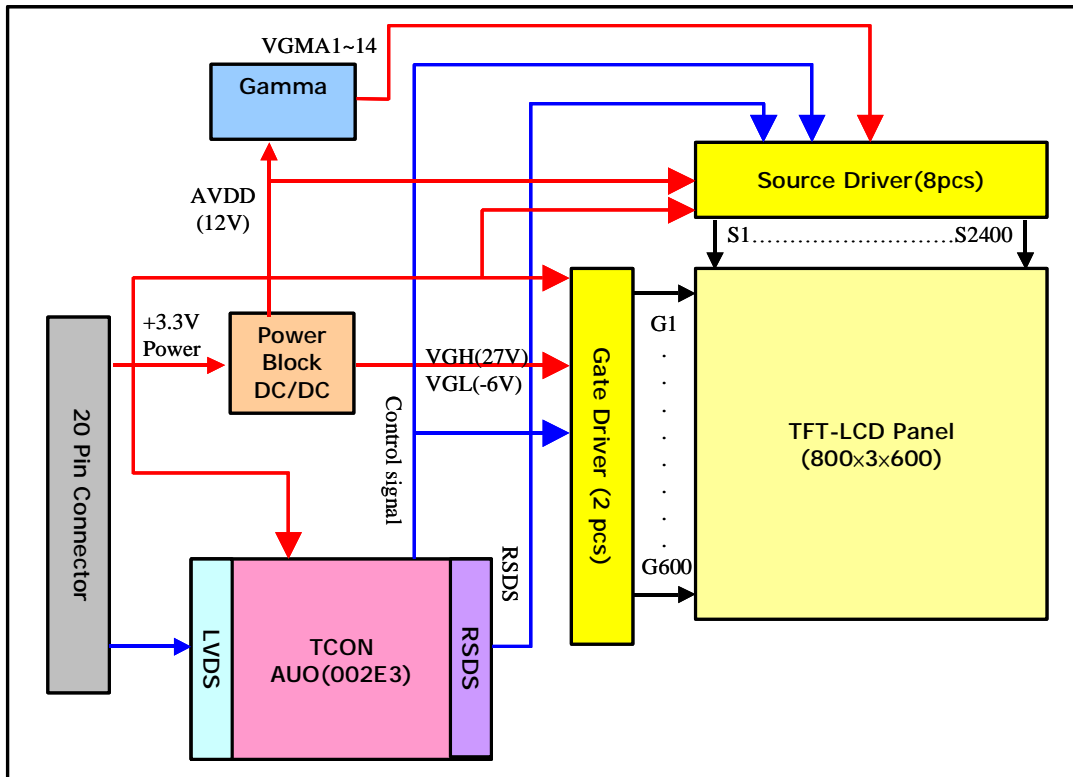 VGMA1~14
Gamma
AVDD
(12V)
Source Driver(8pcs)
S1..............................S2400
+3.3V
Power
Power
Block
DC/DC
VGH(27V)
VGL(-6V)
G1
.
.
.
.
.
.
.
.
G600
Gate Driver (2 pcs)
TFT-LCD Panel
(800×3×600)
20 Pin Connector
Control signal
RSDS
LVDS
TCON
AUO(002E3)
RSDS